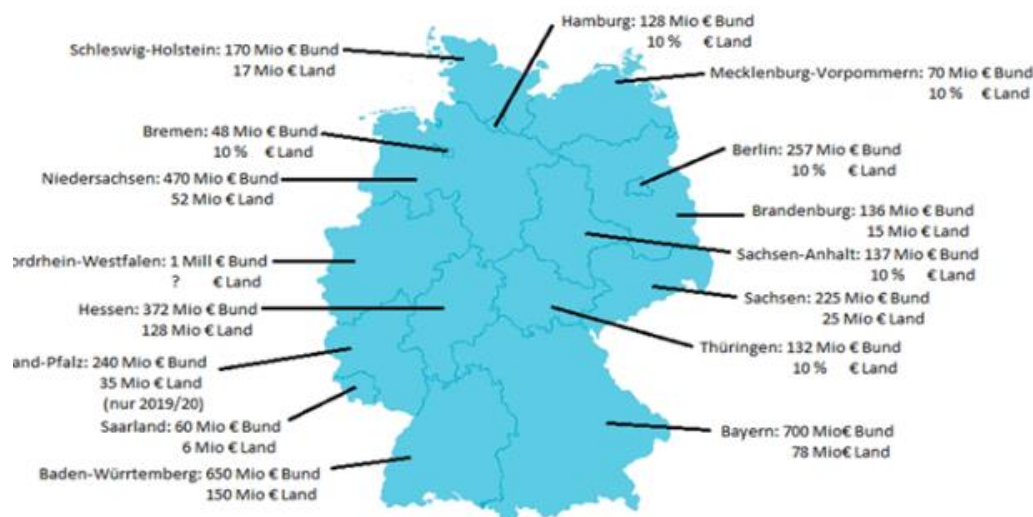 Hamburg: 128 Mio € Bund
10 % € Land
Schleswig-Holstein: 170 Mio € Bund
17 Mio € Land
Mecklenburg-Vorpommern: 70 Mio € Bund
10 % € Land
Bremen: 48 Mio € Bund
10 % € Land
Berlin: 257 Mio € Bund
10 % € Land
Niedersachsen: 470 Mio € Bund
52 Mio € Land
Brandenburg: 136 Mio € Bund
15 Mio € Land
Sachsen-Anhalt: 137 Mio € Bund
10 % € Land
ordrhein-Westfalen: 1 Mill € Bund
? € Land
Sachsen: 225 Mio € Bund
25 Mio € Land
Hessen: 372 Mio € Bund
128 Mio € Land
Thüringen: 132 Mio € Bund
10 % € Land
and-Pfalz: 240 Mio € Bund
35 Mio € Land
(nur 2019/20)
Saarland: 60 Mio € Bund
6 Mio € Land
Bayern: 700 Mio€ Bund
78 Mio€ Land
Baden-Würrtemberg: 650 Mio € Bund
150 Mio € Land